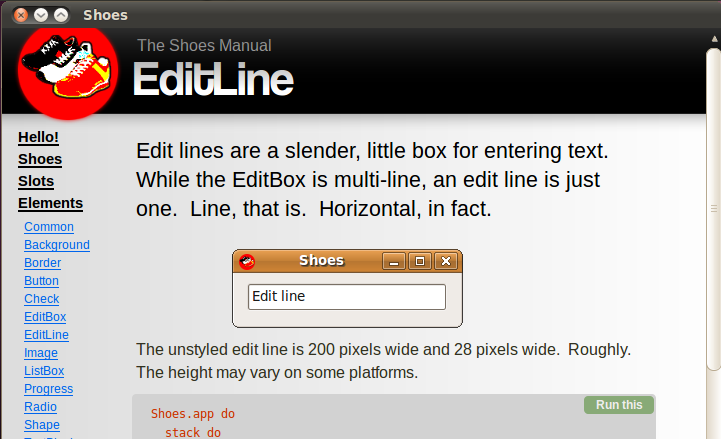 Shoes
The Shoes Manual
EditLine
Hello!
Shoes
Slots
Elements
Common
Background
Border
Button
Check
EditBox
EditLine
Image
ListBox
Progress
Radio
Shape
Edit lines are a slender, little box for entering text.
While the EditBox is multi-line, an edit line is just
one. Line, that is. Horizontal, in fact.
Shoes
Edit line
The unstyled edit line is 200 pixels wide and 28 pixels wide. Roughly.
The height may vary on some platforms.
Run this
Shoes.app do
stack do